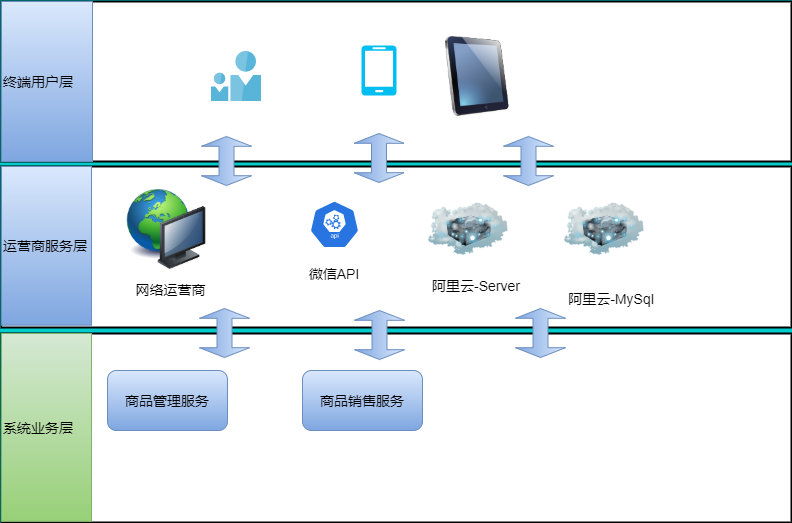 终端用户层
运营商服务层
api
网络运营商
微信API
阿里云-Server
阿里云-MySql
系统业务层
商品管理服务
商品销售服务